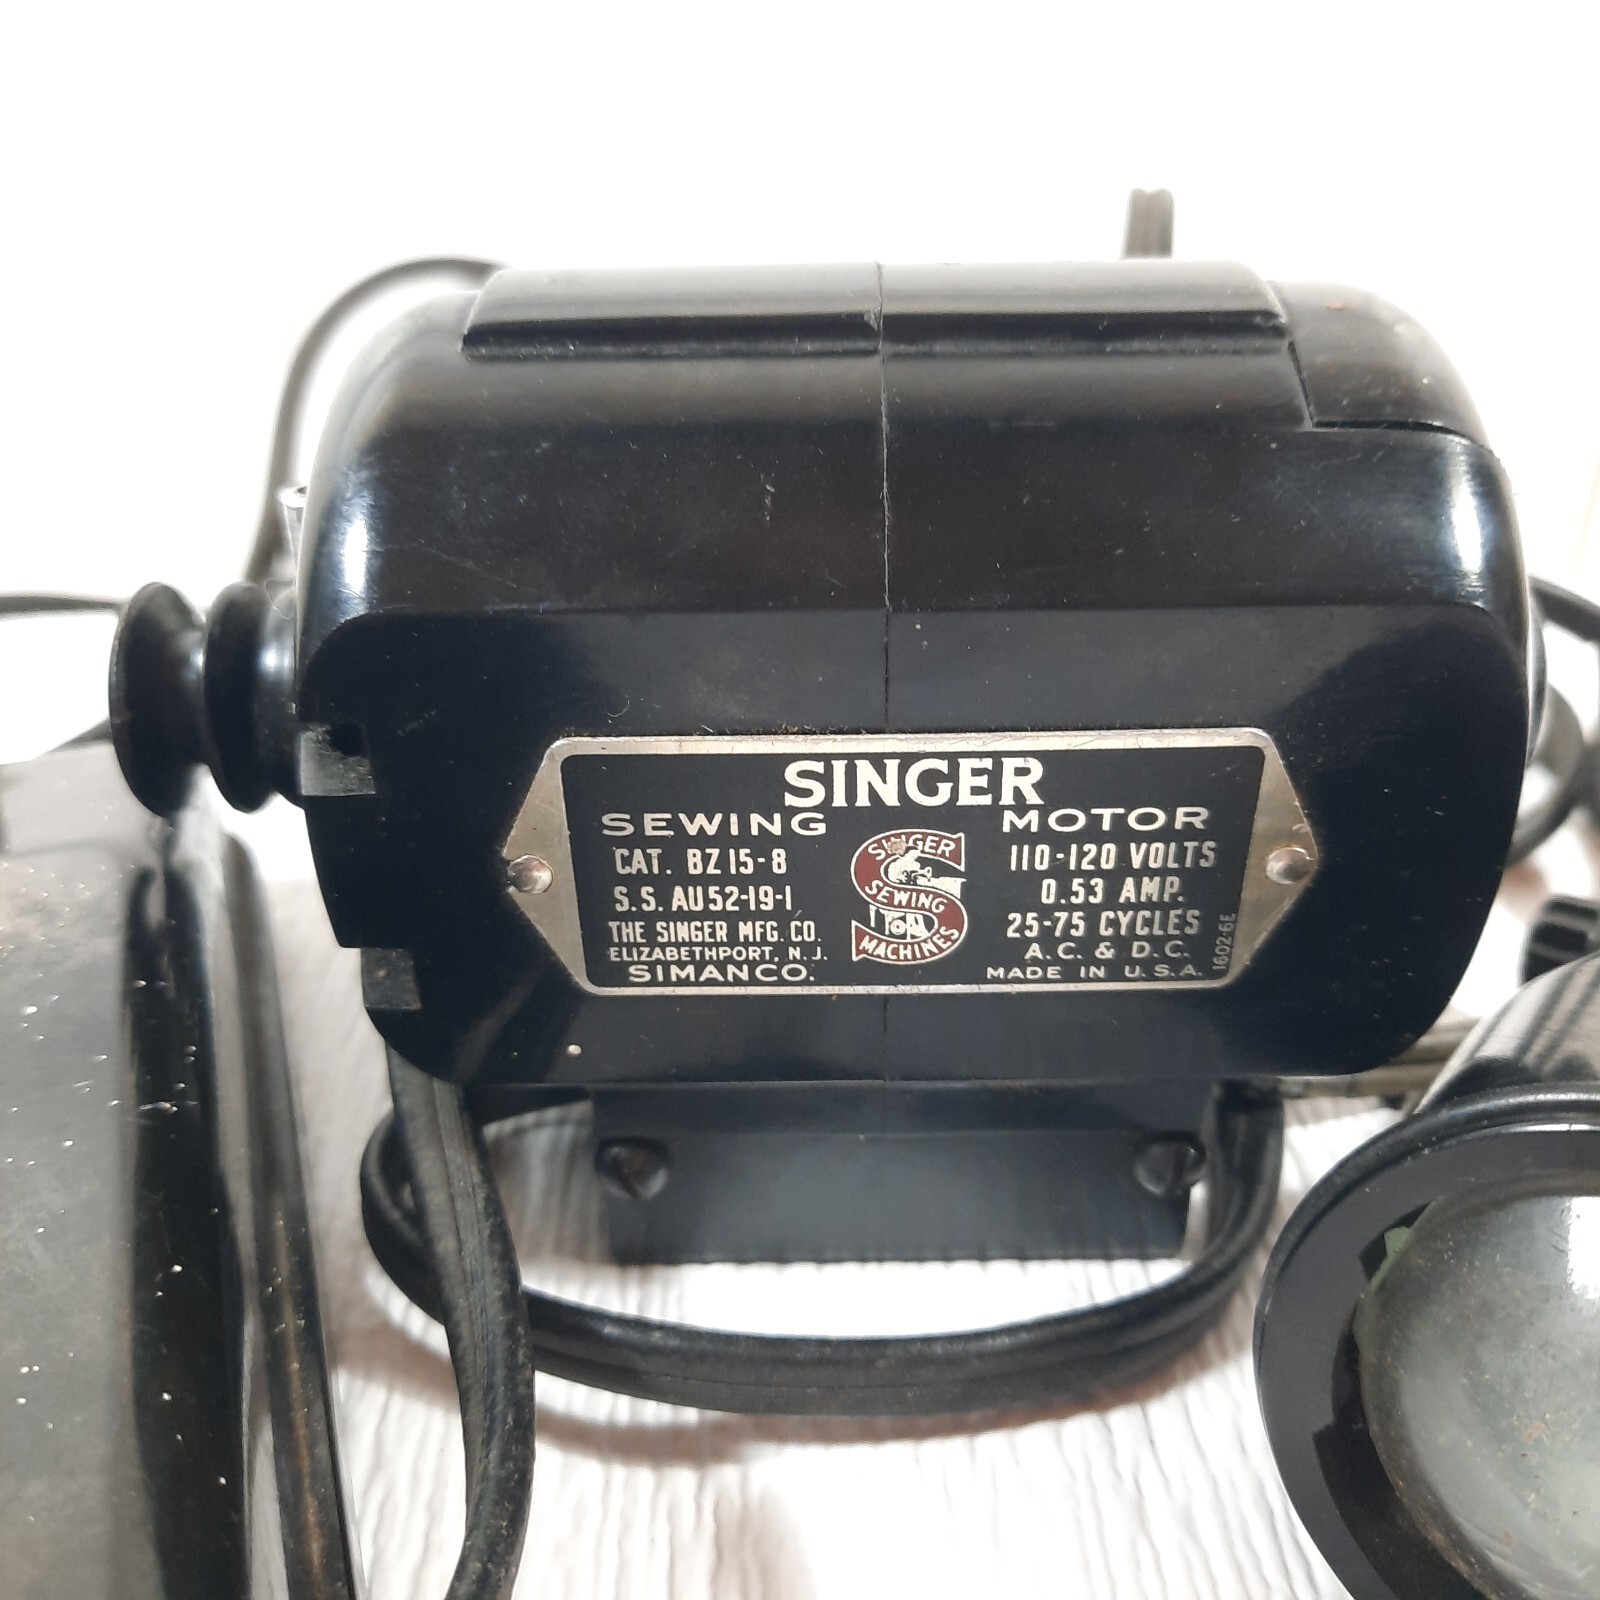 SINGER
SEWING MOTOR
CAT. BZ15-8
S.S. AU52-19-1
THE SINGER MFG. CO.
ELIZABETHPORT, N. J.
SIMANCO.
SINGER
SEWING
MACHINES
110-120 VOLTS
0.53 AMP.
25-75 CYCLES
A.C. & D.C.
MADE IN U.S.A.
1602-6E